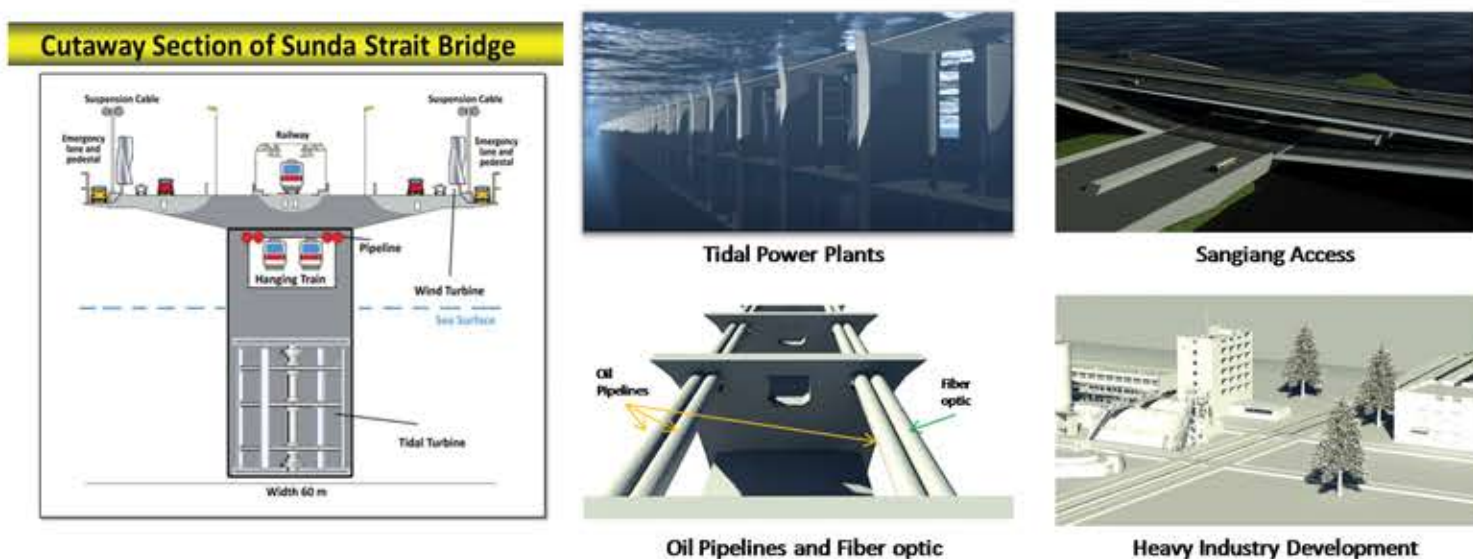 Cutaway Section of Sunda Strait Bridge
Suspension Cable
Suspension Cable
Emergency
lane and
pedestal
Railway
Emergency
lane and
pedestal
Pipeline
Hanging Train
Wind Turbine
Sea Surface
Tidal Turbine
Width 60 m
Tidal Power Plants
Sangiang Access
Oil
Pipelines
Fiber
optic
Oil Pipelines and Fiber optic
Heavy Industry Development